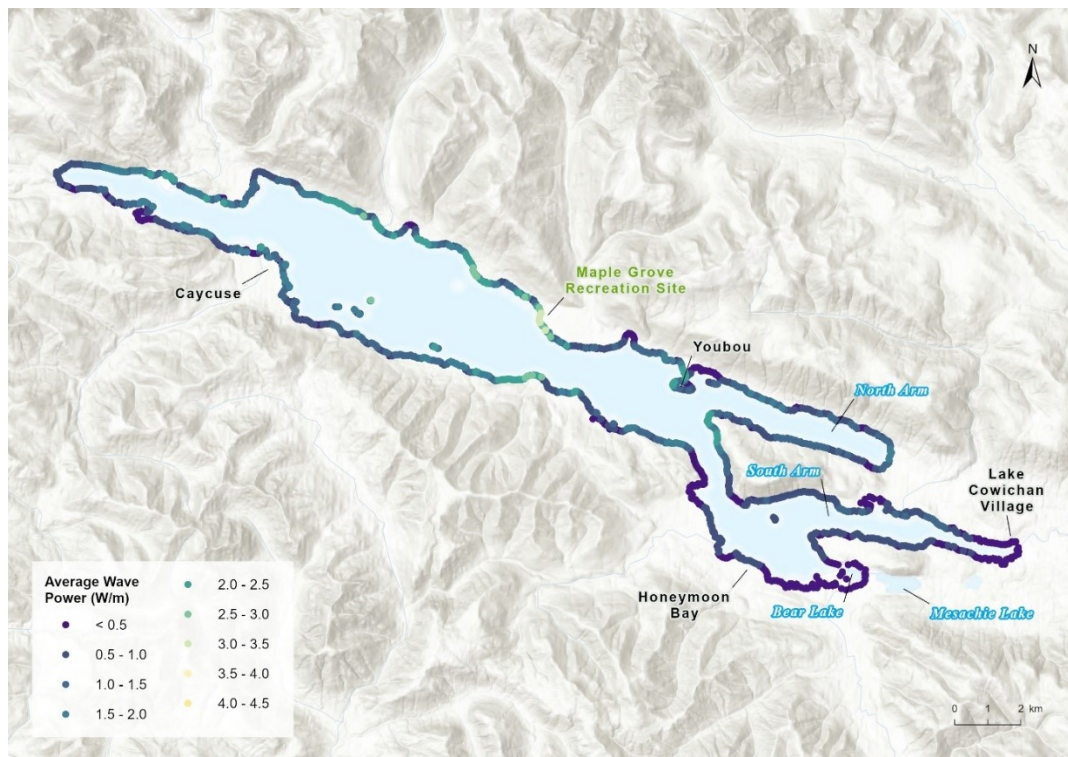 N
Maple Grove
Recreation Site
Caycuse
Youbou
North Arm
South Arm
Lake
Cowichan
Village
Honeymoon
Bay
Bear Lake
Mesachie Lake
Average Wave
Power (W/m)
< 0.5
0.5 - 1.0
1.0 - 1.5
1.5 - 2.0
2.0 - 2.5
2.5 - 3.0
3.0 - 3.5
3.5 - 4.0
4.0 - 4.5
0 1 2 km